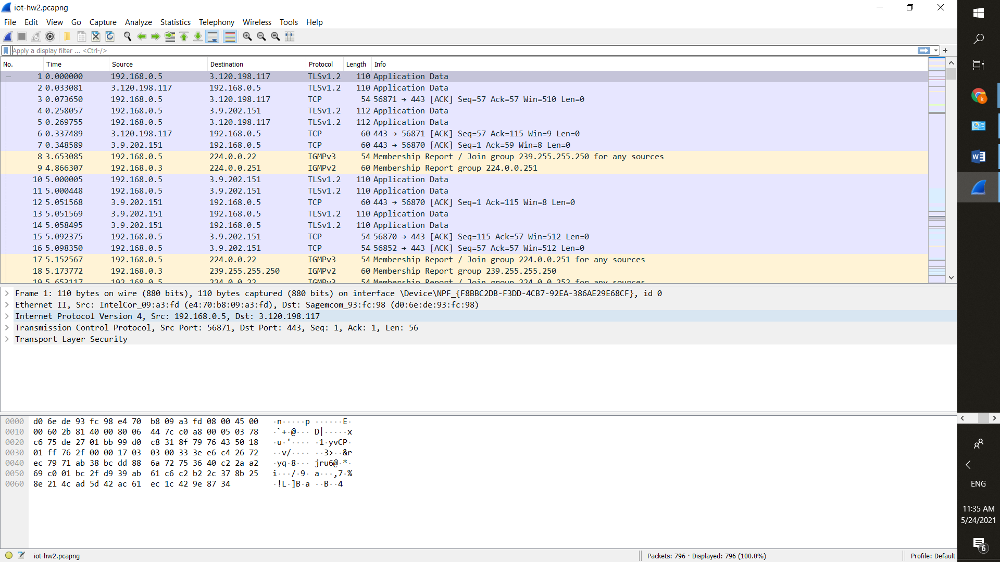 iot-hw2.pcapng
File Edit View Go Capture Analyze Statistics Telephony Wireless Tools Help
Apply a display filter ... <Ctrl-/>
No. Time Source Destination Protocol Length Info
1 0.000000 192.168.0.5 3.120.198.117 TLSv1.2 110 Application Data
2 0.033081 3.120.198.117 192.168.0.5 TLSv1.2 110 Application Data
3 0.073650 192.168.0.5 3.120.198.117 TCP 54 56871 → 443 [ACK] Seq=57 Ack=57 Win=510 Len=0
4 0.258057 192.168.0.5 3.9.202.151 TLSv1.2 112 Application Data
5 0.269755 192.168.0.5 3.120.198.117 TLSv1.2 112 Application Data
6 0.337489 3.120.198.117 192.168.0.5 TCP 60 443 → 56871 [ACK] Seq=57 Ack=115 Win=9 Len=0
7 0.348589 3.9.202.151 192.168.0.5 TCP 60 443 → 56870 [ACK] Seq=1 Ack=59 Win=8 Len=0
8 3.653085 192.168.0.5 224.0.0.22 IGMPv3 54 Membership Report / Join group 239.255.255.250 for any sources
9 4.866307 192.168.0.3 224.0.0.251 IGMPv2 60 Membership Report group 224.0.0.251
10 5.000005 192.168.0.5 3.9.202.151 TLSv1.2 110 Application Data
11 5.000448 192.168.0.5 3.9.202.151 TLSv1.2 110 Application Data
12 5.051568 3.9.202.151 192.168.0.5 TCP 60 443 → 56870 [ACK] Seq=1 Ack=115 Win=8 Len=0
13 5.051569 3.9.202.151 192.168.0.5 TLSv1.2 110 Application Data
14 5.058495 3.9.202.151 192.168.0.5 TLSv1.2 110 Application Data
15 5.092375 192.168.0.5 3.9.202.151 TCP 54 56870 → 443 [ACK] Seq=115 Ack=57 Win=512 Len=0
16 5.098350 192.168.0.5 3.9.202.151 TCP 54 56852 → 443 [ACK] Seq=57 Ack=57 Win=512 Len=0
17 5.152567 192.168.0.5 224.0.0.22 IGMPv3 54 Membership Report / Join group 224.0.0.251 for any sources
18 5.173772 192.168.0.3 239.255.255.250 IGMPv2 60 Membership Report group 239.255.255.250
19 5.653117 192.168.0.5 224.0.0.22 IGMPv3 54 Membership Report / Join group 224.0.0.252 for any sources
Frame 1: 110 bytes on wire (880 bits), 110 bytes captured (880 bits) on interface \Device\NPF_{F8BBC2DB-F3DD-4CB7-92EA-386AE29E68CF}, id 0
Ethernet II, Src: IntelCor_09:a3:fd (e4:70:b8:09:a3:fd), Dst: Sagemcom_93:fc:98 (d0:6e:de:93:fc:98)
Internet Protocol Version 4, Src: 192.168.0.5, Dst: 3.120.198.117
Transmission Control Protocol, Src Port: 56871, Dst Port: 443, Seq: 1, Ack: 1, Len: 56
Transport Layer Security
0000 d0 6e de 93 fc 98 e4 70 b8 09 a3 fd 08 00 45 00 ·n·····p ······E·
0010 00 60 2b 81 40 00 80 06 44 7c c0 a8 00 05 03 78 ·`+·@··· D|·····x
0020 c6 75 de 27 01 bb 99 d0 c8 31 8f 79 76 43 50 18 ·u·'···· ·1·yvCP·
0030 01 ff 76 2f 00 00 17 03 03 00 33 3e e6 c4 26 72 ··v/···· ··3>··&r
0040 ec 79 71 ab 38 bc dd 88 6a 72 75 36 40 c2 2a a2 ·yq·8··· jru6@·*·
0050 69 c0 01 bc 2f d9 39 ab 61 c6 c2 b2 2c 37 8b 25 i···/·9· a···,7·%
0060 8e 21 4c ad 5d 42 ac 61 ec 1c 42 9e 87 34 ·!L·]B·a ··B··4
iot-hw2.pcapng
Packets: 796 · Displayed: 796 (100.0%)
Profile: Default
k
W
ENG
11:35 AM
5/24/2021
6